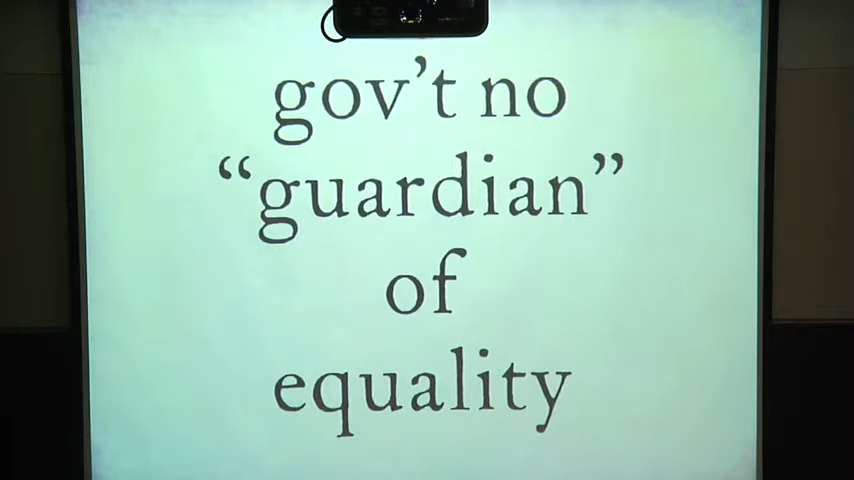 gov’t no
“guardian”
of
equality